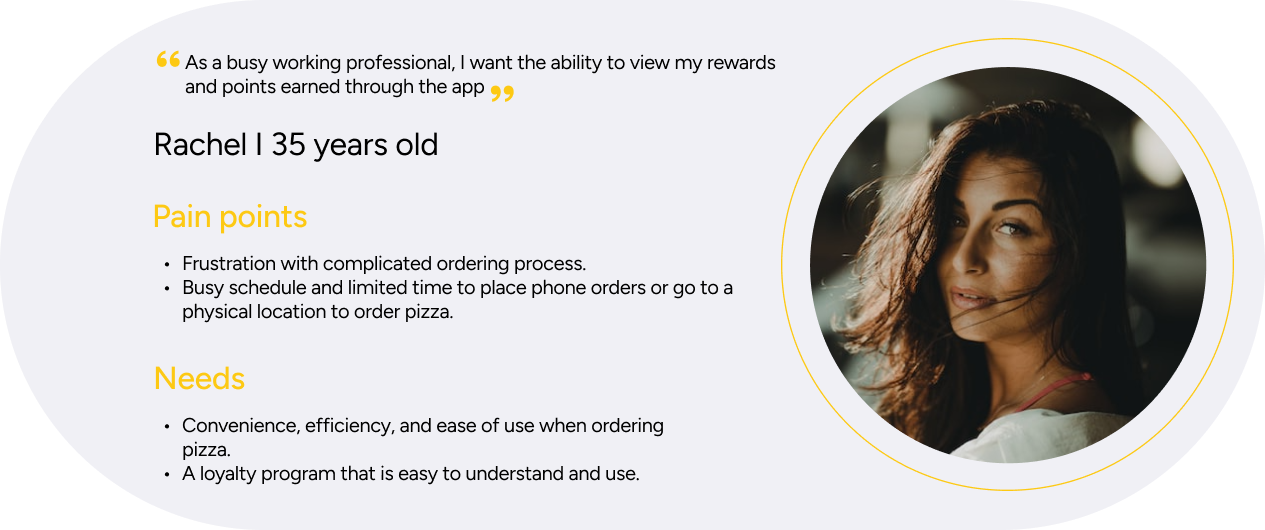 “ As a busy working professional, I want the ability to view my rewards
and points earned through the app ”
Rachel I 35 years old
Pain points
• Frustration with complicated ordering process.
• Busy schedule and limited time to place phone orders or go to a
physical location to order pizza.
Needs
• Convenience, efficiency, and ease of use when ordering
pizza.
• A loyalty program that is easy to understand and use.